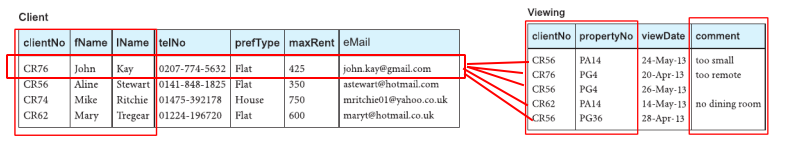 Client
clientNo fName lName telNo prefType maxRent eMail
CR76 John Kay 0207-774-5632 Flat 425 john.kay@gmail.com
CR56 Aline Stewart 0141-848-1825 Flat 350 astewart@hotmail.com
CR74 Mike Ritchie 01475-392178 House 750 mritchie01@yahoo.co.uk
CR62 Mary Tregear 01224-196720 Flat 600 maryt@hotmail.co.uk
Viewing
clientNo propertyNo viewDate comment
CR56 PA14 24-May-13 too small
CR76 PG4 20-Apr-13 too remote
CR56 PG4 26-May-13
CR62 PA14 14-May-13 no dining room
CR56 PG36 28-Apr-13